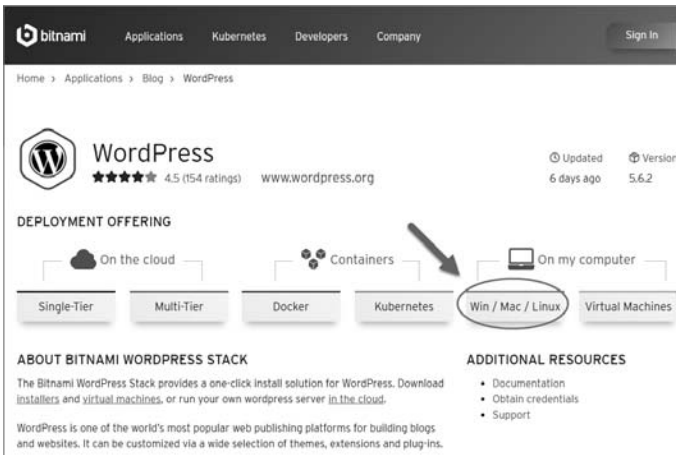 bitnami Applications Kubernetes Developers Company Sign In
Home > Applications > Blog > WordPress
WordPress
4.5 (154 ratings) www.wordpress.org
Updated Version
6 days ago 5.6.2
DEPLOYMENT OFFERING
On the cloud Containers On my computer
Single-Tier Multi-Tier Docker Kubernetes Win / Mac / Linux Virtual Machines
ABOUT BITNAMI WORDPRESS STACK
The Bitnami WordPress Stack provides a one-click install solution for WordPress. Download
installers and virtual machines, or run your own wordpress server in the cloud.
WordPress is one of the world's most popular web publishing platforms for building blogs
and websites. It can be customized via a wide selection of themes, extensions and plug-ins.
ADDITIONAL RESOURCES
• Documentation
• Obtain credentials
• Support